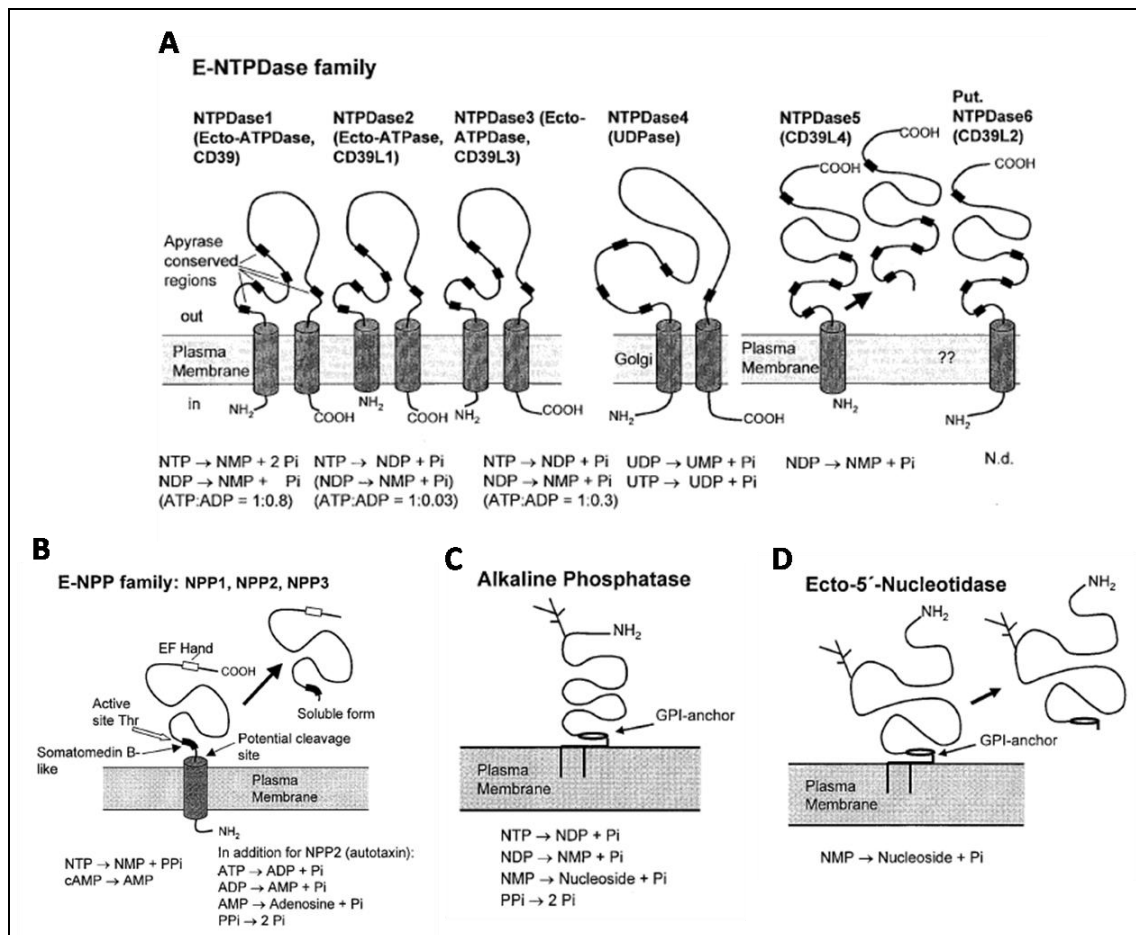 A
E-NTPDase family
NTPDase1
(Ecto-ATPDase,
CD39)
NTPDase2
(Ecto-ATPase,
CD39L1)
NTPDase3 (Ecto-
ATPDase,
CD39L3)
NTPDase4
(UDPase)
NTPDase5
(CD39L4)
Put.
NTPDase6
(CD39L2)
COOH
COOH
COOH
Apyrase
conserved
regions
out
Plasma
Membrane
in
NH2
COOH
NH2
COOH
NH2
COOH
Golgi
NH2
COOH
Plasma
Membrane
NH2
??
NH2
NTP → NMP + 2 Pi
NDP → NMP + Pi
(ATP:ADP = 1:0.8)
NTP → NDP + Pi
(NDP → NMP + Pi)
(ATP:ADP = 1:0.03)
NTP → NDP + Pi
NDP → NMP + Pi
(ATP:ADP = 1:0.3)
UDP → UMP + Pi
UTP → UDP + Pi
NDP → NMP + Pi
N.d.
B
E-NPP family: NPP1, NPP2, NPP3
EF Hand
COOH
Active
site Thr
Somatomedin B-
like
Soluble form
Potential cleavage
site
Plasma
Membrane
NH2
NTP → NMP + PPi
cAMP → AMP
In addition for NPP2 (autotaxin):
ATP → ADP + Pi
ADP → AMP + Pi
AMP → Adenosine + Pi
PPi → 2 Pi
C
Alkaline Phosphatase
NH2
GPI-anchor
Plasma
Membrane
NTP → NDP + Pi
NDP → NMP + Pi
NMP → Nucleoside + Pi
PPi → 2 Pi
D
Ecto-5´-Nucleotidase
NH2
NH2
GPI-anchor
Plasma
Membrane
NMP → Nucleoside + Pi